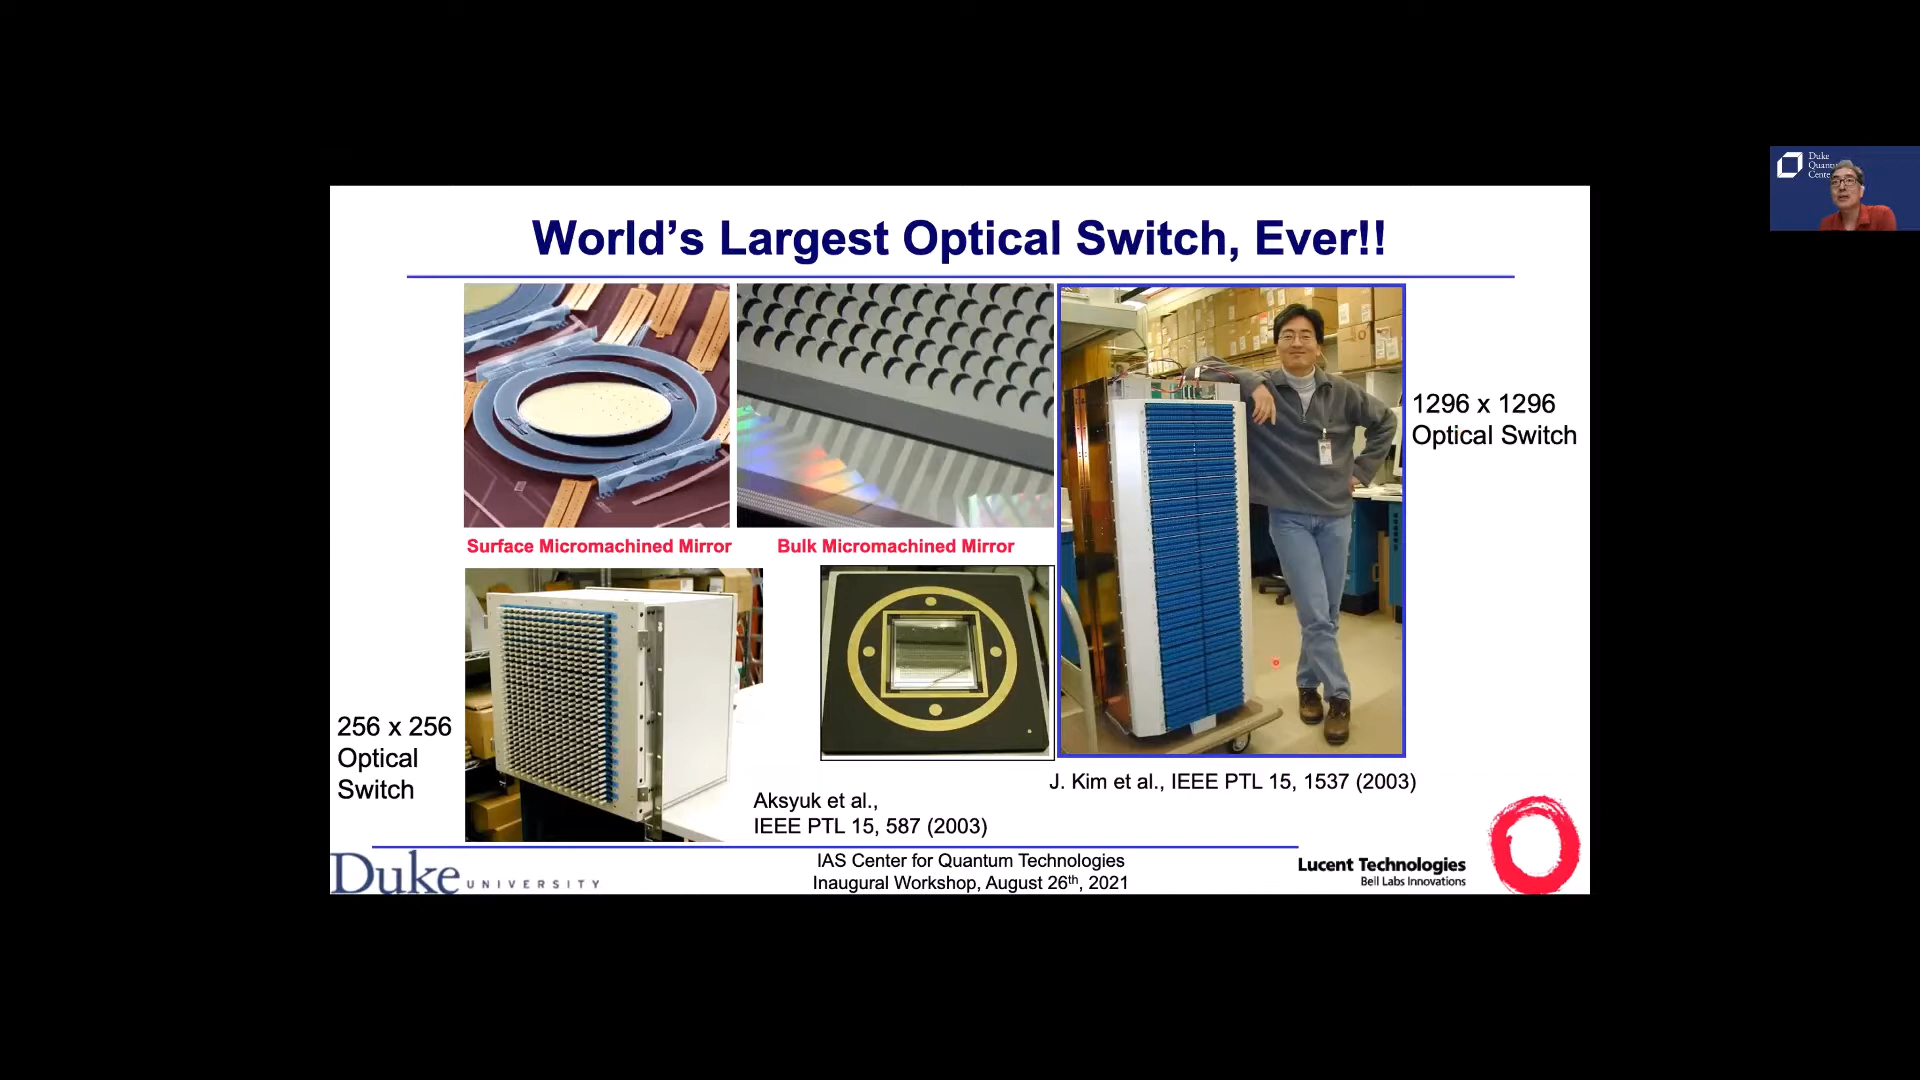 World's Largest Optical Switch, Ever!!
Surface Micromachined Mirror
Bulk Micromachined Mirror
1296 x 1296
Optical Switch
256 x 256
Optical
Switch
Aksyuk et al.,
IEEE PTL 15, 587 (2003)
J. Kim et al., IEEE PTL 15, 1537 (2003)
Duke UNIVERSITY
IAS Center for Quantum Technologies
Inaugural Workshop, August 26th, 2021
Lucent Technologies
Bell Labs Innovations
Duke
Quantu
Cente